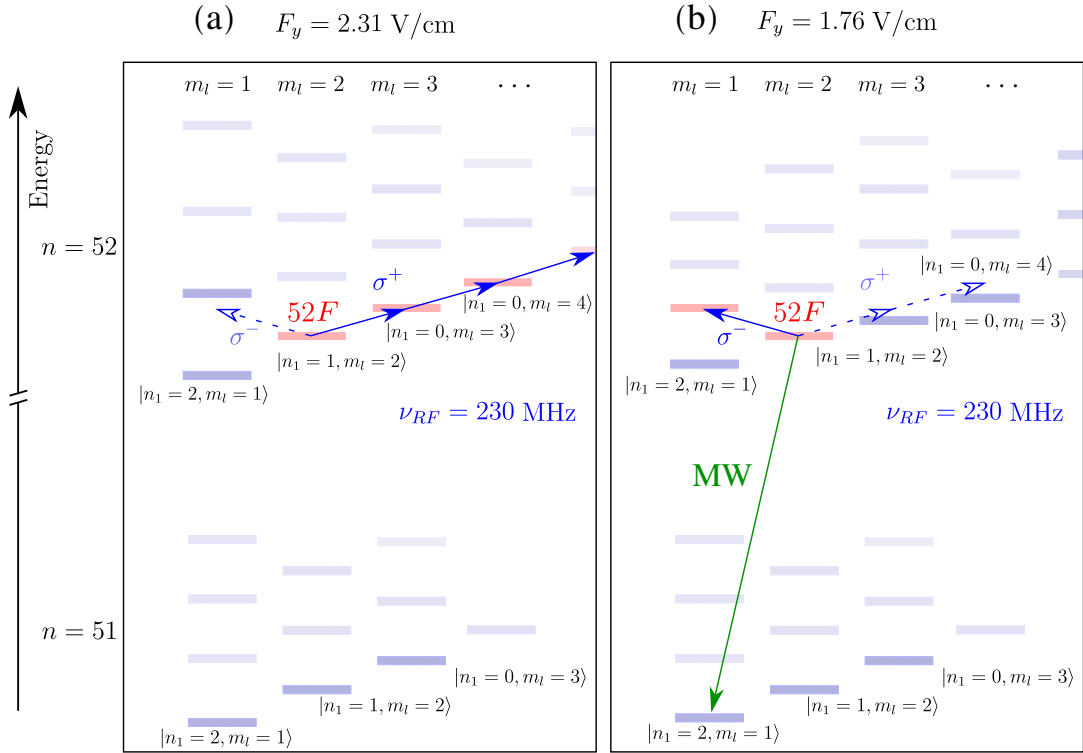 (a) F_y = 2.31 V/cm
(b) F_y = 1.76 V/cm
Energy
m_l = 1 m_l = 2 m_l = 3 ...
n = 52
σ⁺
52F
σ⁻
|n_1 = 0, m_l = 4⟩
|n_1 = 0, m_l = 3⟩
|n_1 = 1, m_l = 2⟩
|n_1 = 2, m_l = 1⟩
ν_RF = 230 MHz
n = 51
|n_1 = 0, m_l = 3⟩
|n_1 = 1, m_l = 2⟩
|n_1 = 2, m_l = 1⟩
m_l = 1 m_l = 2 m_l = 3 ...
|n_1 = 0, m_l = 4⟩
σ⁺
52F
σ⁻
|n_1 = 0, m_l = 3⟩
|n_1 = 1, m_l = 2⟩
|n_1 = 2, m_l = 1⟩
ν_RF = 230 MHz
MW
|n_1 = 0, m_l = 3⟩
|n_1 = 1, m_l = 2⟩
|n_1 = 2, m_l = 1⟩